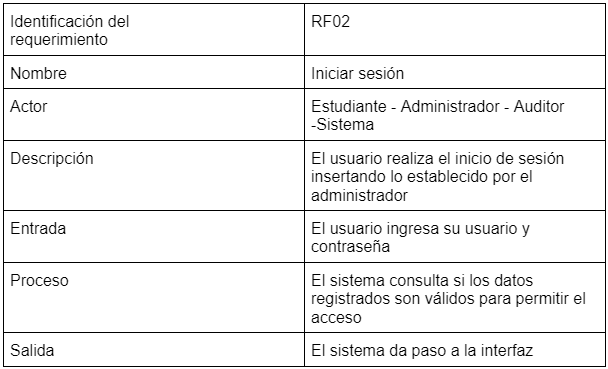 Identificación del
requerimiento
RF02
Nombre
Iniciar sesión
Actor
Estudiante - Administrador - Auditor
-Sistema
Descripción
El usuario realiza el inicio de sesión
insertando lo establecido por el
administrador
Entrada
El usuario ingresa su usuario y
contraseña
Proceso
El sistema consulta si los datos
registrados son válidos para permitir el
acceso
Salida
El sistema da paso a la interfaz